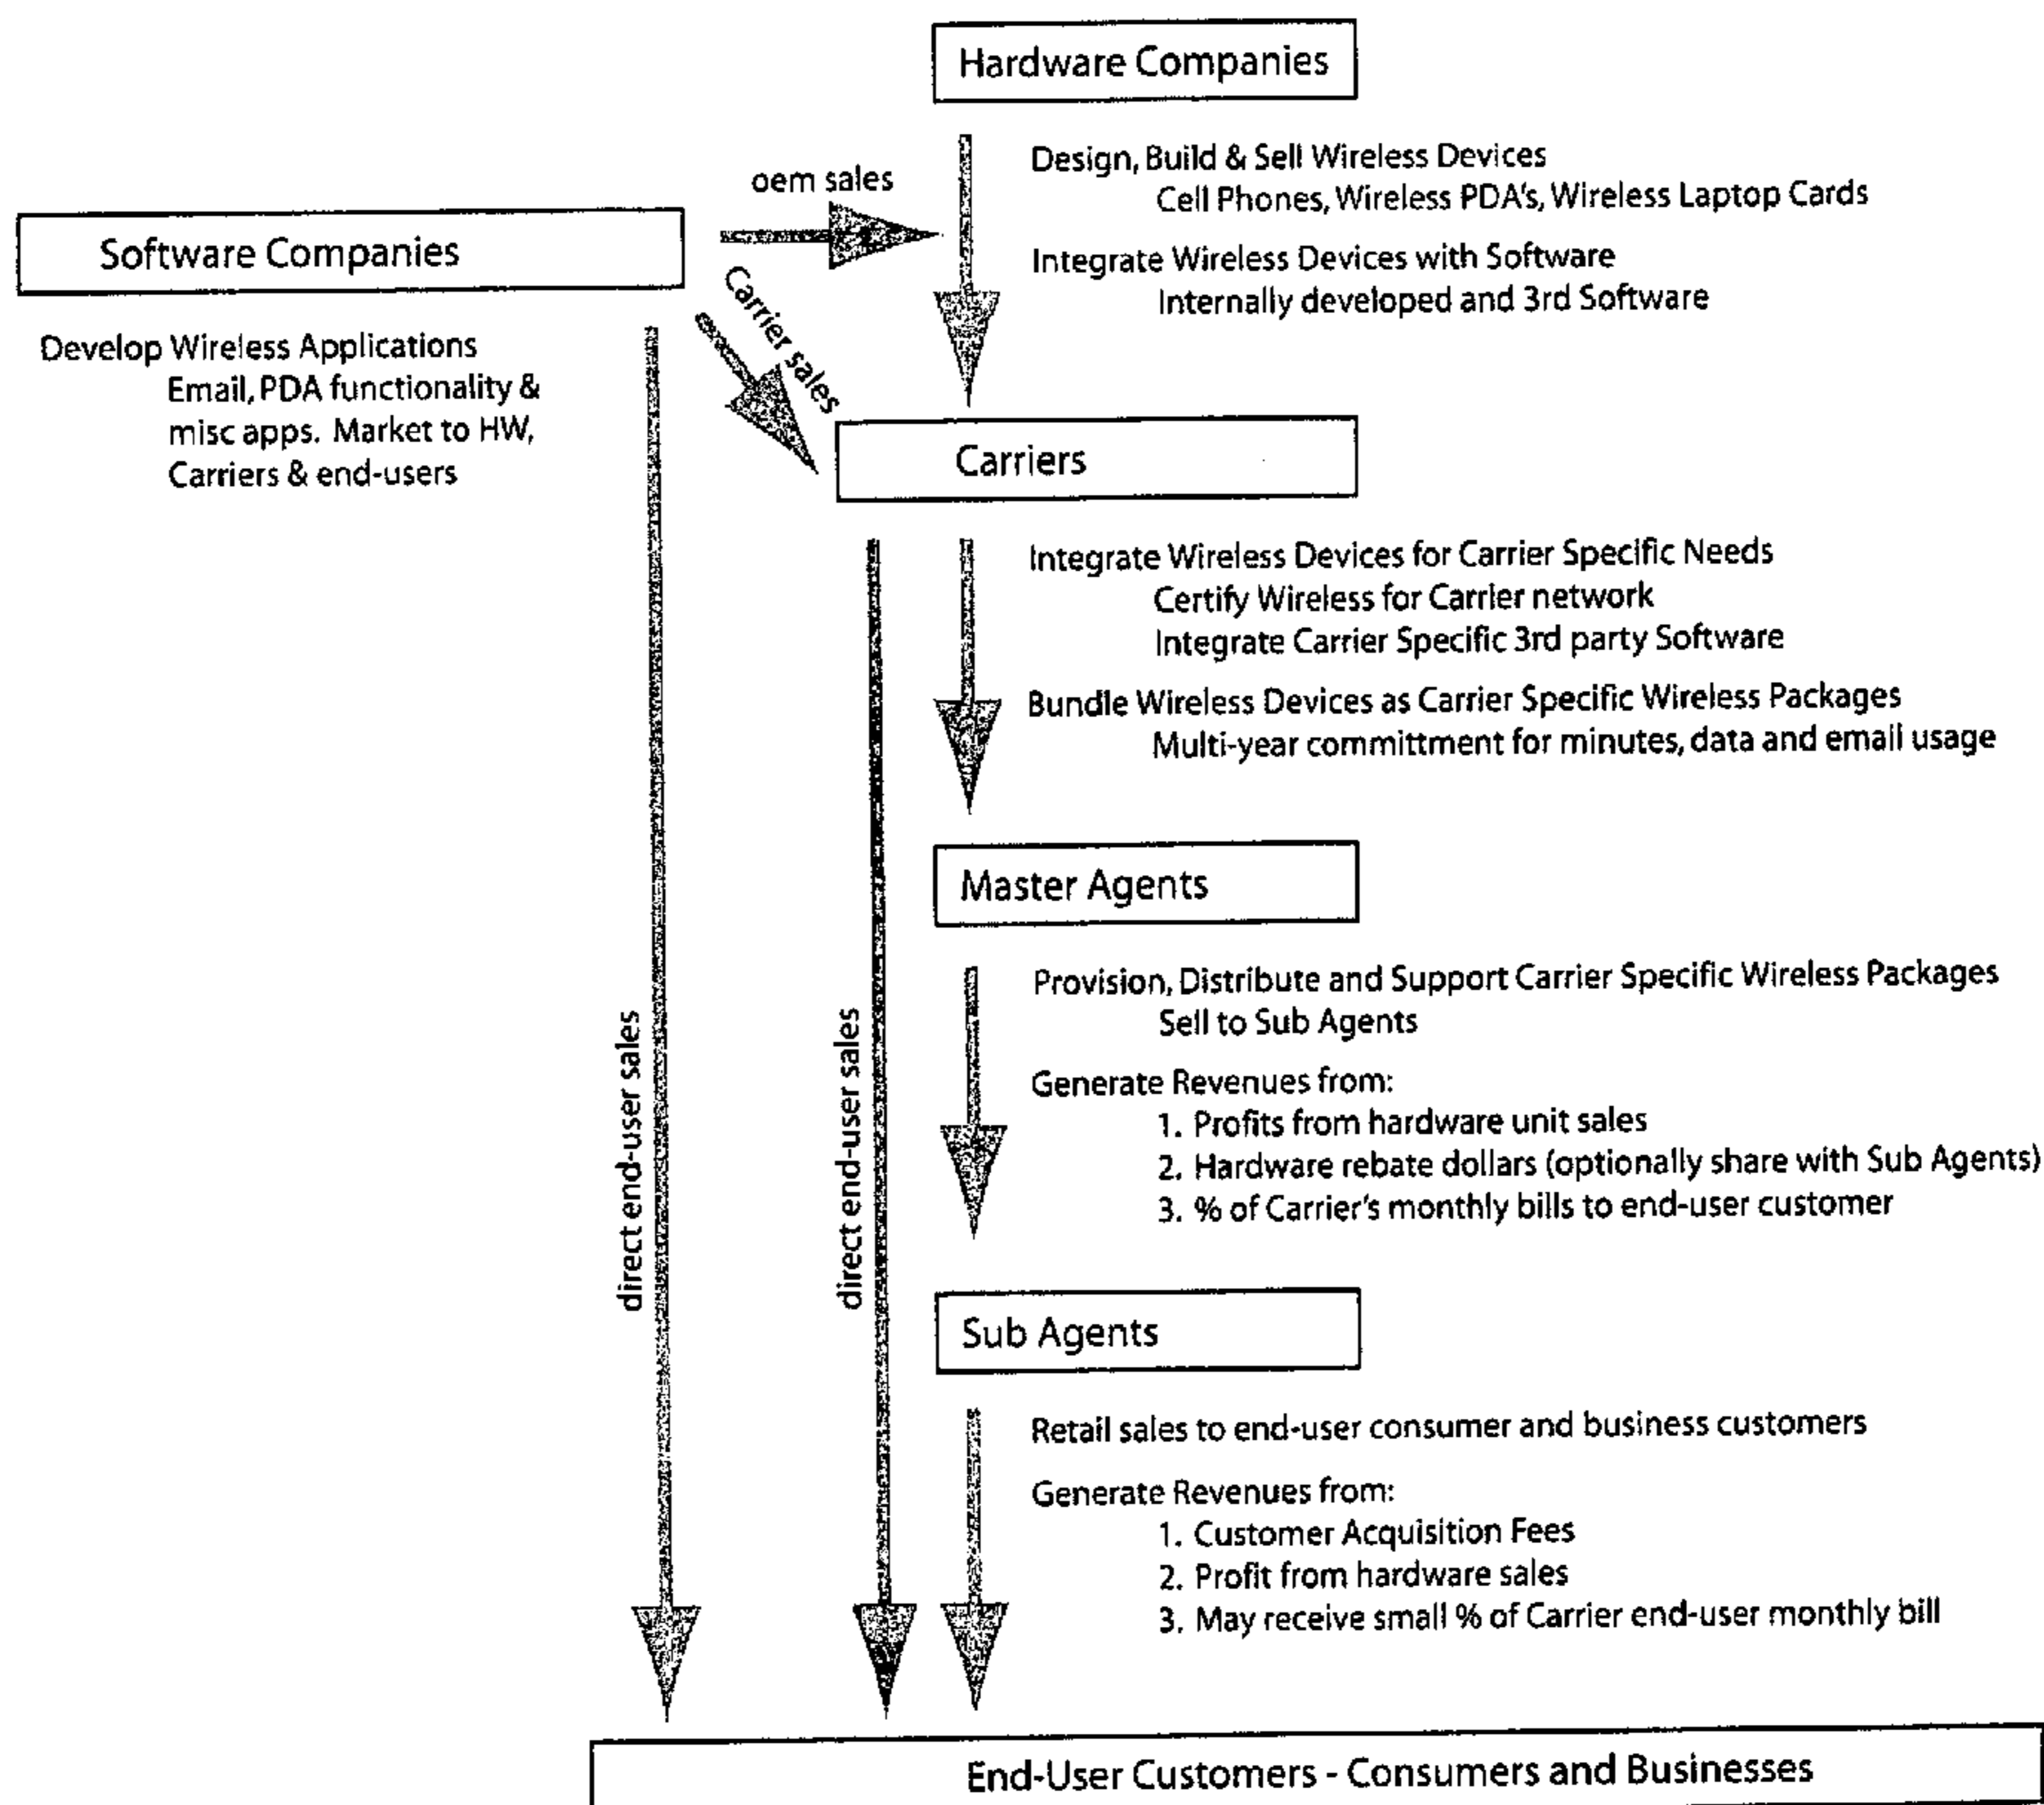 Hardware Companies
Design, Build & Sell Wireless Devices
Cell Phones, Wireless PDA's, Wireless Laptop Cards
Integrate Wireless Devices with Software
Internally developed and 3rd Software
oem sales
Software Companies
Carrier sales
Develop Wireless Applications
Email, PDA functionality &
misc apps. Market to HW,
Carriers & end-users
Carriers
Integrate Wireless Devices for Carrier Specific Needs
Certify Wireless for Carrier network
Integrate Carrier Specific 3rd party Software
Bundle Wireless Devices as Carrier Specific Wireless Packages
Multi-year committment for minutes, data and email usage
Master Agents
Provision, Distribute and Support Carrier Specific Wireless Packages
Sell to Sub Agents
Generate Revenues from:
1. Profits from hardware unit sales
2. Hardware rebate dollars (optionally share with Sub Agents)
3. % of Carrier's monthly bills to end-user customer
direct end-user sales
direct end-user sales
Sub Agents
Retail sales to end-user consumer and business customers
Generate Revenues from:
1. Customer Acquisition Fees
2. Profit from hardware sales
3. May receive small % of Carrier end-user monthly bill
End-User Customers - Consumers and Businesses